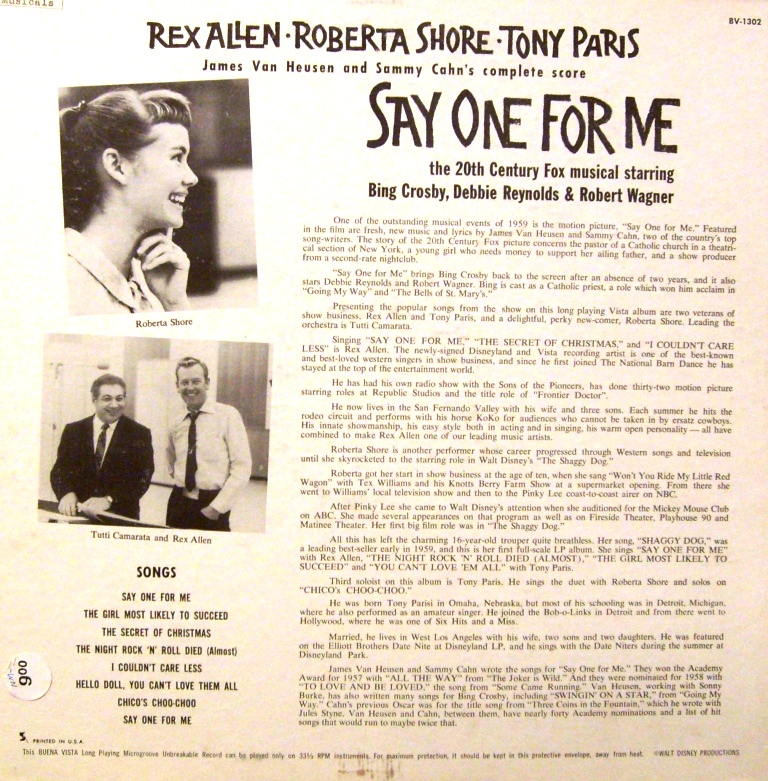 Musicals
BV-1302
REX ALLEN · ROBERTA SHORE · TONY PARIS
James Van Heusen and Sammy Cahn's complete score
SAY ONE FOR ME
the 20th Century Fox musical starring
Bing Crosby, Debbie Reynolds & Robert Wagner
Roberta Shore
Tutti Camarata and Rex Allen
SONGS
SAY ONE FOR ME
THE GIRL MOST LIKELY TO SUCCEED
THE SECRET OF CHRISTMAS
THE NIGHT ROCK 'N' ROLL DIED (Almost)
I COULDN'T CARE LESS
HELLO DOLL, YOU CAN'T LOVE THEM ALL
CHICO'S CHOO-CHOO
SAY ONE FOR ME
9.00
One of the outstanding musical events of 1959 is the motion picture, "Say One for Me." Featured
in the film are fresh, new music and lyrics by James Van Heusen and Sammy Cahn, two of the country's top
song-writers. The story of the 20th Century Fox picture concerns the pastor of a Catholic church in a theatri-
cal section of New York, a young girl who needs money to support her ailing father, and a show producer
from a second-rate nightclub.
"Say One for Me" brings Bing Crosby back to the screen after an absence of two years, and it also
stars Debbie Reynolds and Robert Wagner. Bing is cast as a Catholic priest, a role which won him acclaim in
"Going My Way" and "The Bells of St. Mary's."
Presenting the popular songs from the show on this long playing Vista album are two veterans of
show business, Rex Allen and Tony Paris, and a delightful, perky new-comer, Roberta Shore. Leading the
orchestra is Tutti Camarata.
Singing "SAY ONE FOR ME," "THE SECRET OF CHRISTMAS," and "I COULDN'T CARE
LESS" is Rex Allen. The newly-signed Disneyland and Vista recording artist is one of the best-known
and best-loved western singers in show business, and since he first joined The National Barn Dance he has
stayed at the top of the entertainment world.
He has had his own radio show with the Sons of the Pioneers, has done thirty-two motion picture
starring roles at Republic Studios and the title role of "Frontier Doctor".
He now lives in the San Fernando Valley with his wife and three sons. Each summer he hits the
rodeo circuit and performs with his horse KoKo for audiences who cannot be taken in by ersatz cowboys.
His innate showmanship, his easy style both in acting and in singing, his warm open personality — all have
combined to make Rex Allen one of our leading music artists.
Roberta Shore is another performer whose career progressed through Western songs and television
until she skyrocketed to the starring role in Walt Disney's "The Shaggy Dog."
Roberta got her start in show business at the age of ten, when she sang "Won't You Ride My Little Red
Wagon" with Tex Williams and his Knotts Berry Farm Show at a supermarket opening. From there she
went to Williams' local television show and then to the Pinky Lee coast-to-coast airer on NBC.
After Pinky Lee she came to Walt Disney's attention when she auditioned for the Mickey Mouse Club
on ABC. She made several appearances on that program as well as on Fireside Theater, Playhouse 90 and
Matinee Theater. Her first big film role was in "The Shaggy Dog."
All this has left the charming 16-year-old trouper quite breathless. Her song, "SHAGGY DOG," was
a leading best-seller early in 1959, and this is her first full-scale LP album. She sings "SAY ONE FOR ME"
with Rex Allen, "THE NIGHT ROCK 'N' ROLL DIED (ALMOST)," "THE GIRL MOST LIKELY TO
SUCCEED" and "YOU CAN'T LOVE 'EM ALL" with Tony Paris.
Third soloist on this album is Tony Paris. He sings the duet with Roberta and solos on
"CHICO's CHOO-CHOO."
He was born Tony Parisi in Omaha, Nebraska, but most of his schooling was in Detroit, Michigan,
where he also performed as an amateur singer. He joined the Bob-o-Links in Detroit and from there went to
Hollywood, where he was one of Six Hits and a Miss.
Married, he lives in West Los Angeles with his wife, two sons and two daughters. He was featured
on the Elliott Brothers Date Nite at Disneyland LP, and he sings with the Date Niters during the summer at
Disneyland Park.
James Van Heusen and Sammy Cahn wrote the songs for "Say One for Me." They won the Academy
Award for 1957 with "ALL THE WAY" from "The Joker is Wild." And they were nominated for 1958 with
"TO LOVE AND BE LOVED," the song from "Some Came Running." Van Heusen, working with Sonny
Burke, has also written many songs for Bing Crosby, including "SWINGIN' ON A STAR," from "Going My
Way." Cahn's previous Oscar was for the title song from "Three Coins in the Fountain," which he wrote with
Jules Styne. Van Heusen and Cahn, between them, have nearly forty Academy nominations and a list of hit
songs that would run to maybe twice that.
S. PRINTED IN U.S.A.
This BUENA VISTA Long Playing Microgroove Unbreakable Record can be played only on 33⅓ RPM instruments. For maximum protection, it should be kept in this protective envelope, away from heat. ©WALT DISNEY PRODUCTIONS